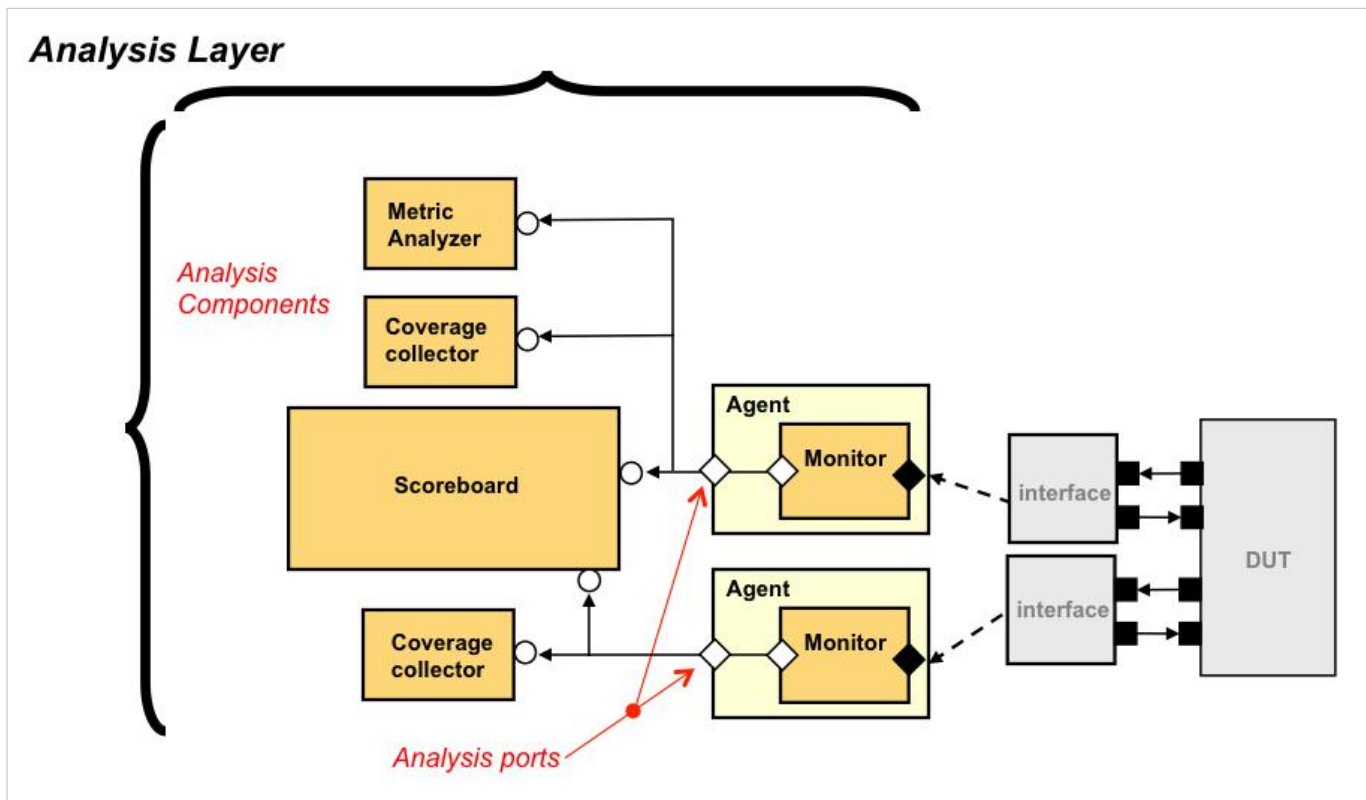 Analysis Layer
Metric
Analyzer
Analysis
Components
Coverage
collector
Agent
Monitor
Scoreboard
interface
DUT
Agent
Monitor
interface
Coverage
collector
Analysis ports